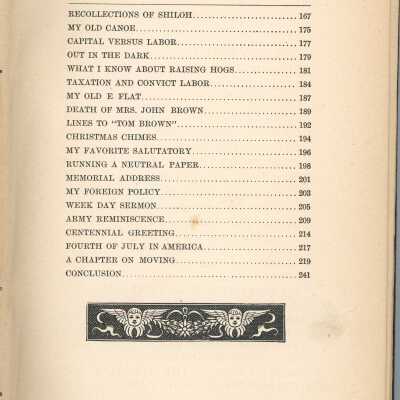 RECOLLECTIONS OF SHILOH 167
MY OLD CANOE 175
CAPITAL VERSUS LABOR 177
OUT IN THE DARK 179
WHAT I KNOW ABOUT RAISING HOGS 181
TAXATION AND CONVICT LABOR 184
MY OLD E FLAT 187
DEATH OF MRS. JOHN BROWN 189
LINES TO "TOM BROWN" 192
CHRISTMAS CHIMES 194
MY FAVORITE SALUTATORY 196
RUNNING A NEUTRAL PAPER 198
MEMORIAL ADDRESS 201
MY FOREIGN POLICY 203
WEEK DAY SERMON 205
ARMY REMINISCENCE 209
CENTENNIAL GREETING 214
FOURTH OF JULY IN AMERICA 217
A CHAPTER ON MOVING 219
CONCLUSION 241